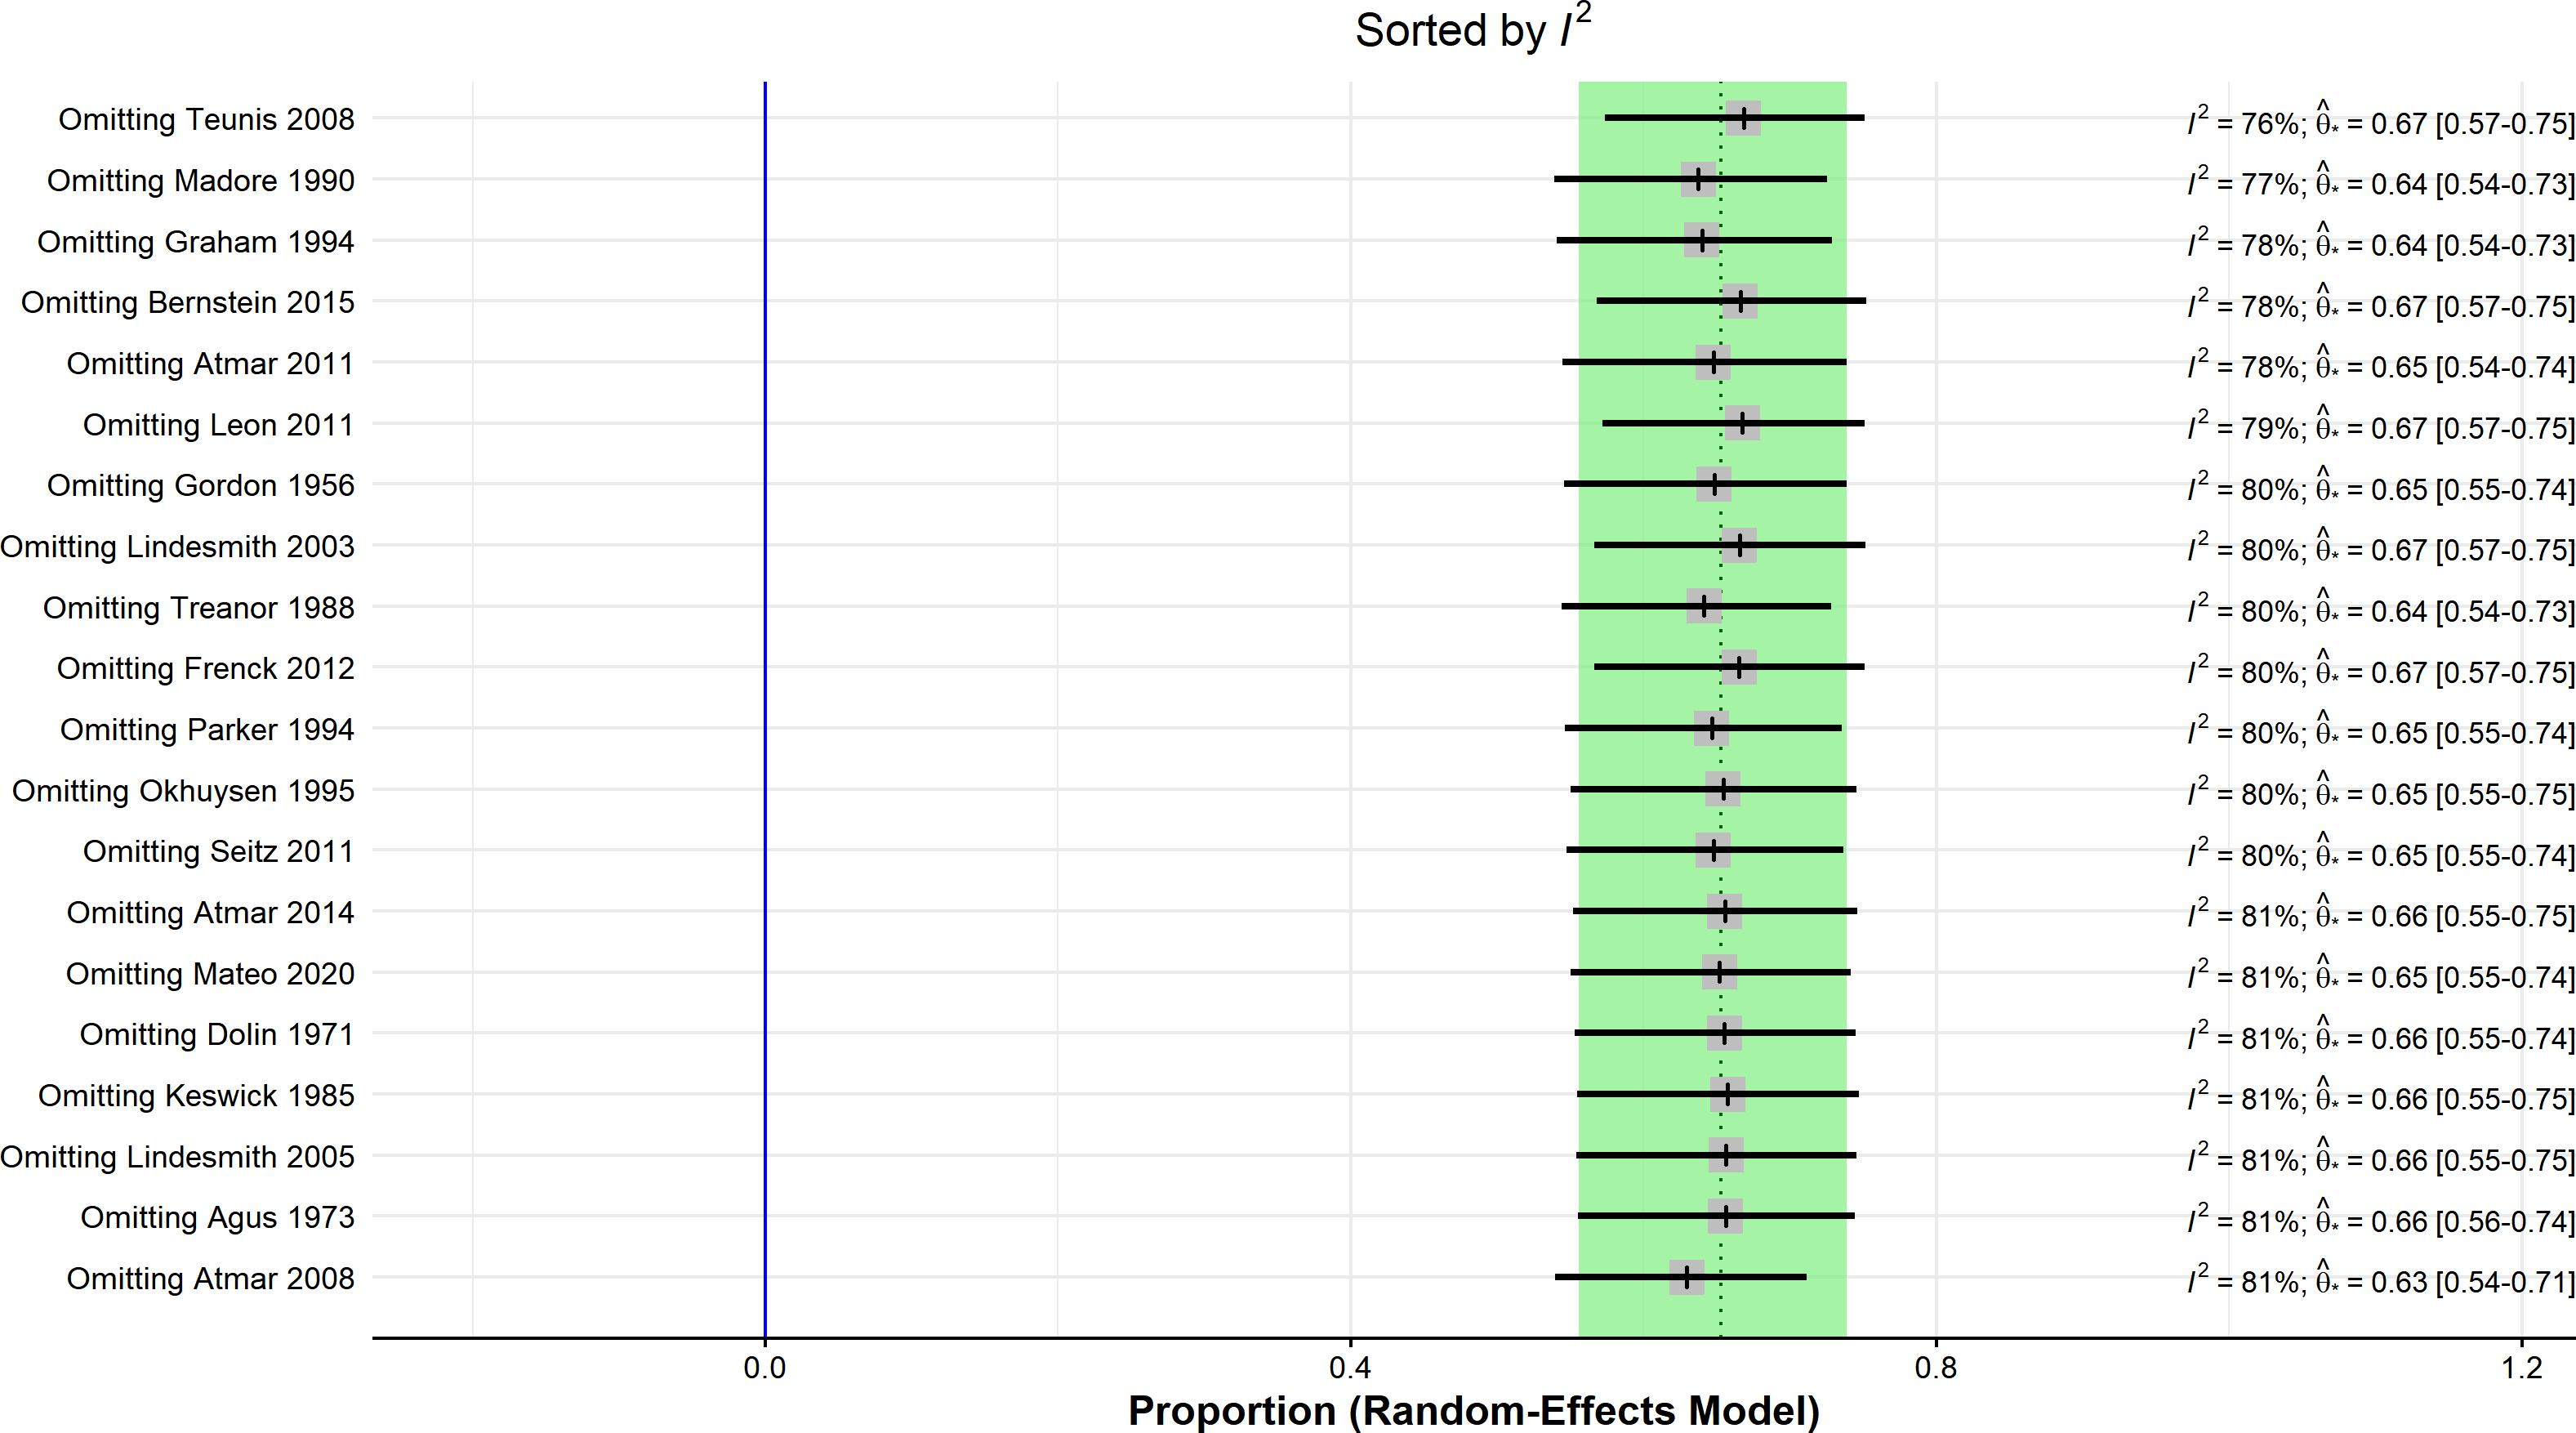 Sorted by I²
Omitting Teunis 2008 I² = 76%; θ̂* = 0.67 [0.57-0.75]
Omitting Madore 1990 I² = 77%; θ̂* = 0.64 [0.54-0.73]
Omitting Graham 1994 I² = 78%; θ̂* = 0.64 [0.54-0.73]
Omitting Bernstein 2015 I² = 78%; θ̂* = 0.67 [0.57-0.75]
Omitting Atmar 2011 I² = 78%; θ̂* = 0.65 [0.54-0.74]
Omitting Leon 2011 I² = 79%; θ̂* = 0.67 [0.57-0.75]
Omitting Gordon 1956 I² = 80%; θ̂* = 0.65 [0.55-0.74]
Omitting Lindesmith 2003 I² = 80%; θ̂* = 0.67 [0.57-0.75]
Omitting Treanor 1988 I² = 80%; θ̂* = 0.64 [0.54-0.73]
Omitting Frenck 2012 I² = 80%; θ̂* = 0.67 [0.57-0.75]
Omitting Parker 1994 I² = 80%; θ̂* = 0.65 [0.55-0.74]
Omitting Okhuysen 1995 I² = 80%; θ̂* = 0.65 [0.55-0.75]
Omitting Seitz 2011 I² = 80%; θ̂* = 0.65 [0.55-0.74]
Omitting Atmar 2014 I² = 81%; θ̂* = 0.66 [0.55-0.75]
Omitting Mateo 2020 I² = 81%; θ̂* = 0.65 [0.55-0.74]
Omitting Dolin 1971 I² = 81%; θ̂* = 0.66 [0.55-0.74]
Omitting Keswick 1985 I² = 81%; θ̂* = 0.66 [0.55-0.75]
Omitting Lindesmith 2005 I² = 81%; θ̂* = 0.66 [0.55-0.75]
Omitting Agus 1973 I² = 81%; θ̂* = 0.66 [0.56-0.74]
Omitting Atmar 2008 I² = 81%; θ̂* = 0.63 [0.54-0.71]
0.0 0.4 0.8 1.2
Proportion (Random-Effects Model)